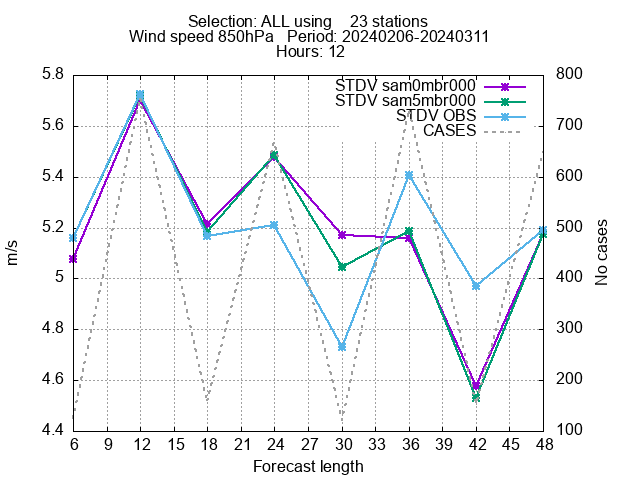 Selection: ALL using 23 stations
Wind speed 850hPa Period: 20240206-20240311
Hours: 12
STDV sam0mbr000
STDV sam5mbr000
STDV OBS
CASES
5.8
5.6
5.4
5.2
5
4.8
4.6
4.4
m/s
800
700
600
500
400
300
200
100
No cases
6 9 12 15 18 21 24 27 30 33 36 39 42 45 48
Forecast length